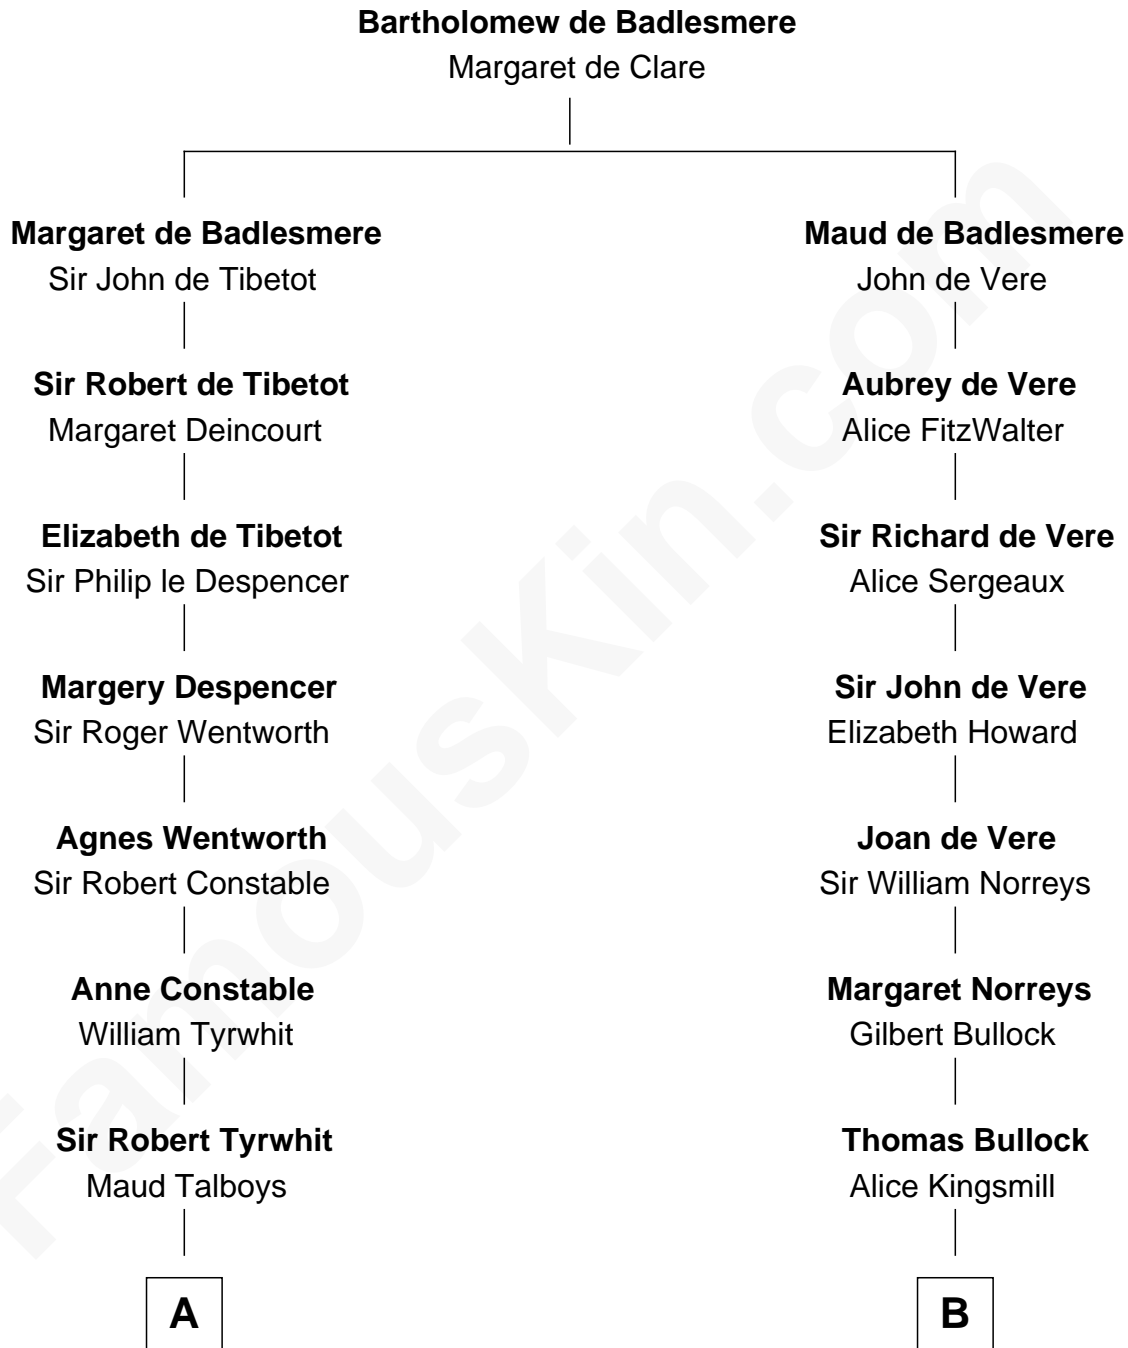 Bartholomew de Badlesmere
Margaret de Clare
Margaret de Badlesmere
Sir John de Tibetot
Maud de Badlesmere
John de Vere
Sir Robert de Tibetot
Margaret Deincourt
Aubrey de Vere
Alice FitzWalter
Elizabeth de Tibetot
Sir Philip le Despencer
Sir Richard de Vere
Alice Sergeaux
Margery Despencer
Sir Roger Wentworth
Sir John de Vere
Elizabeth Howard
Agnes Wentworth
Sir Robert Constable
Joan de Vere
Sir William Norreys
Anne Constable
William Tyrwhit
Margaret Norreys
Gilbert Bullock
Sir Robert Tyrwhit
Maud Talboys
Thomas Bullock
Alice Kingsmill
A
B
FamousKin.com